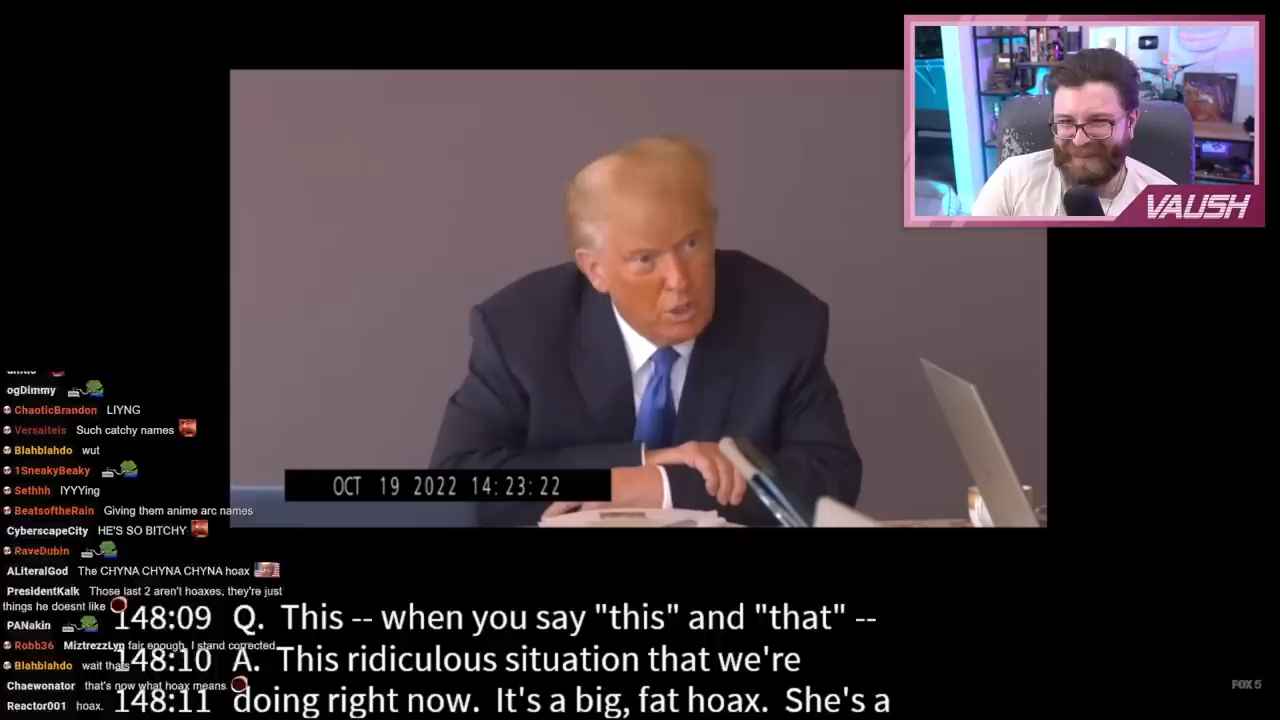 VAUSH
ogDimmy
ChaoticBrandon LIYNG
Versaiteis Such catchy names
Blahblahdo wut
1SneakyBeaky
Sethhh IYYYing
BeatsoftheRain Giving them anime arc names
CyberscapeCity HE'S SO BITCHY
RaveDubin
ALiteralGod The CHYNA CHYNA CHYNA hoax
PresidentKalk Those last 2 aren't hoaxes, they're just
things he doesnt like
PANakin
Robb36 MiztrezzLyn fair enough, I stand corrected
Blahblahdo wait thats
Chaewonator that's now what hoax means
Reactor001 hoax.
OCT 19 2022 14:23:22
148:09 Q. This -- when you say "this" and "that" --
148:10 A. This ridiculous situation that we're
148:11 doing right now. It's a big, fat hoax. She's a
FOX 5